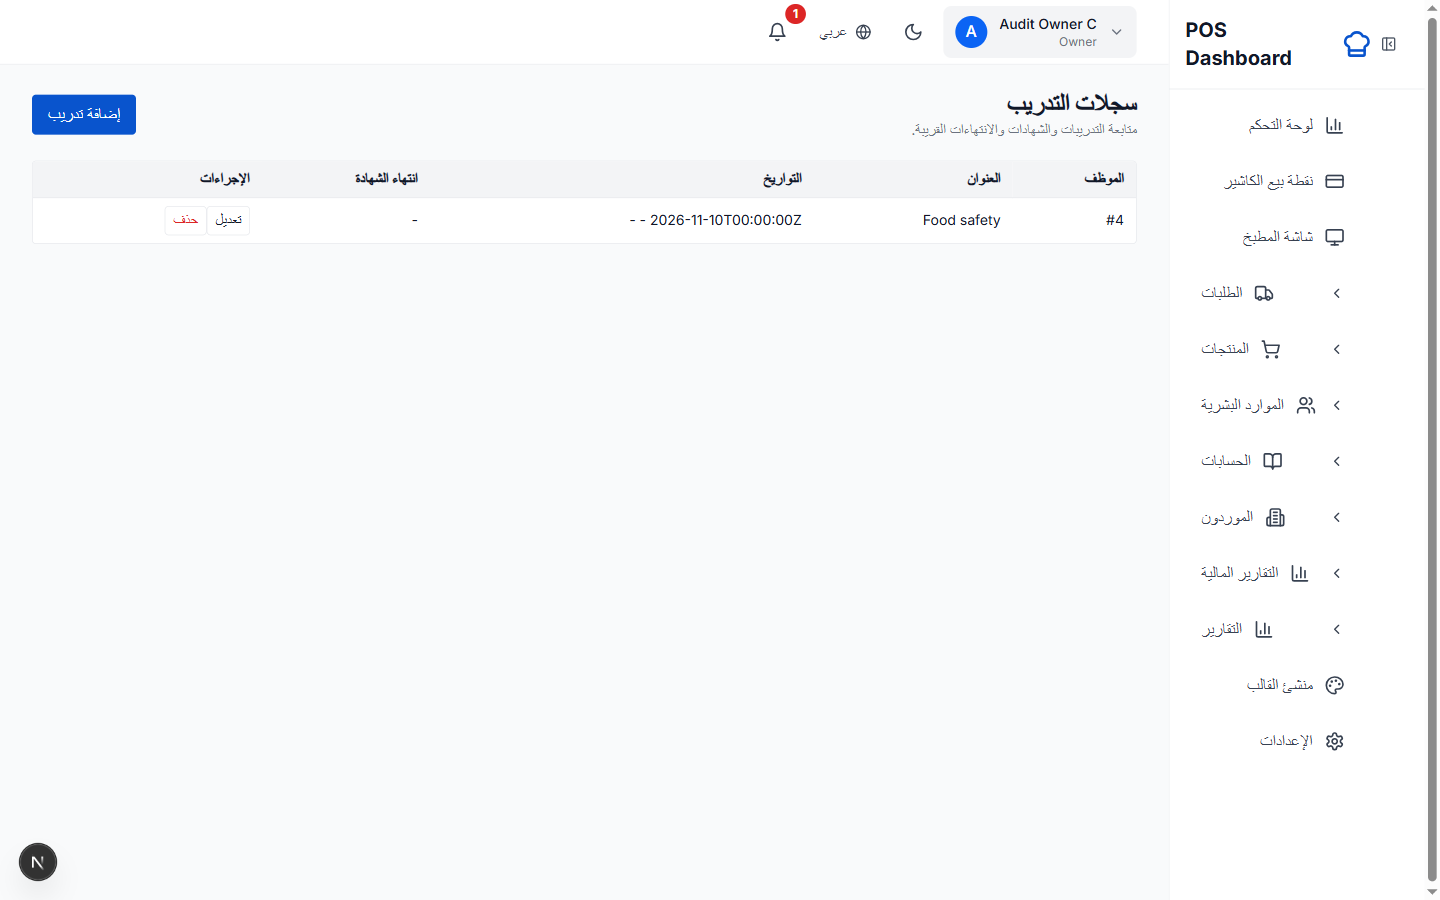 POS
Dashboard
لوحة التحكم
نقطة بيع الكاشير
شاشة المطبخ
الطلبات
المنتجات
الموارد البشرية
الحسابات
الموردون
التقارير المالية
التقارير
منشئ القالب
الإعدادات
Audit Owner C
Owner
A
عربي
1
سجلات التدريب
متابعة التدريبات والشهادات والانتهاءات القريبة.
إضافة تدريب
الموظف العنوان التواريخ انتهاء الشهادة الإجراءات
#4 Food safety 2026-11-10T00:00:00Z - - - تعديل حذف
N